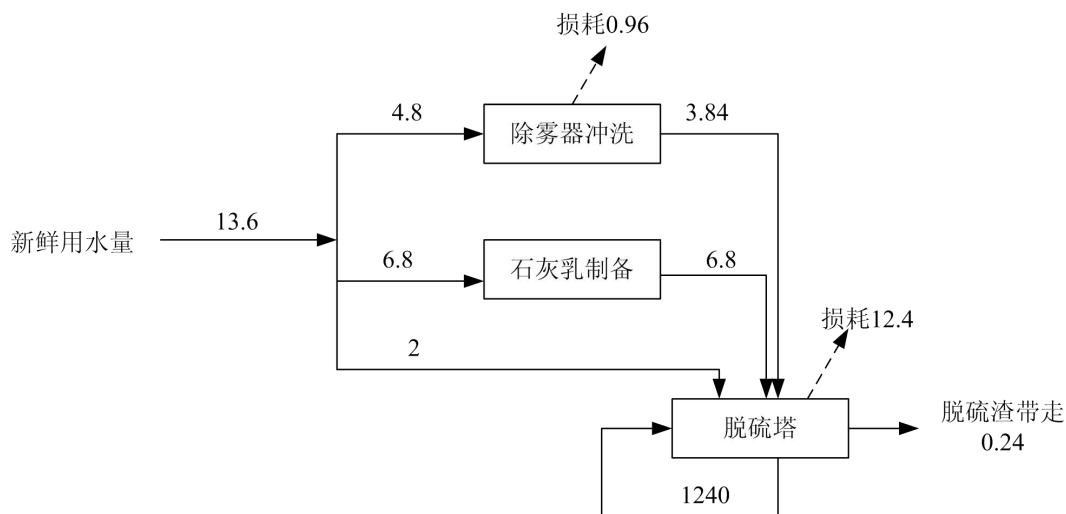 损耗0.96
4.8
除雾器冲洗
3.84
新鲜用水量
13.6
6.8
石灰乳制备
6.8
损耗12.4
2
脱硫塔
脱硫渣带走
0.24
1240